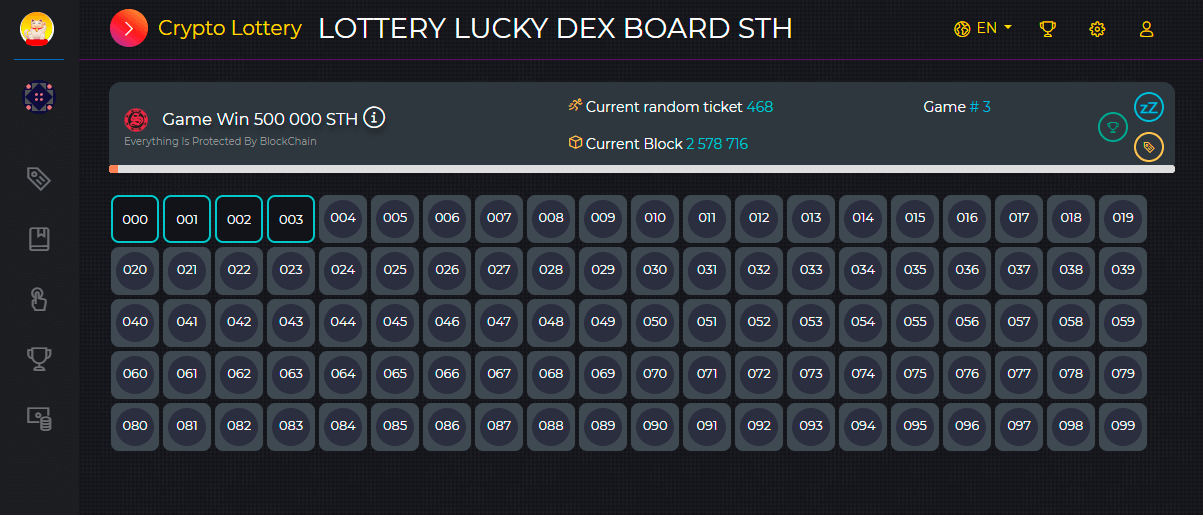 Crypto Lottery LOTTERY LUCKY DEX BOARD STH EN
Game Win 500 000 STH Current random ticket 468 Game # 3 zZ
Everything Is Protected By BlockChain Current Block 2 578 716
000 001 002 003 004 005 006 007 008 009 010 011 012 013 014 015 016 017 018 019
020 021 022 023 024 025 026 027 028 029 030 031 032 033 034 035 036 037 038 039
040 041 042 043 044 045 046 047 048 049 050 051 052 053 054 055 056 057 058 059
060 061 062 063 064 065 066 067 068 069 070 071 072 073 074 075 076 077 078 079
080 081 082 083 084 085 086 087 088 089 090 091 092 093 094 095 096 097 098 099